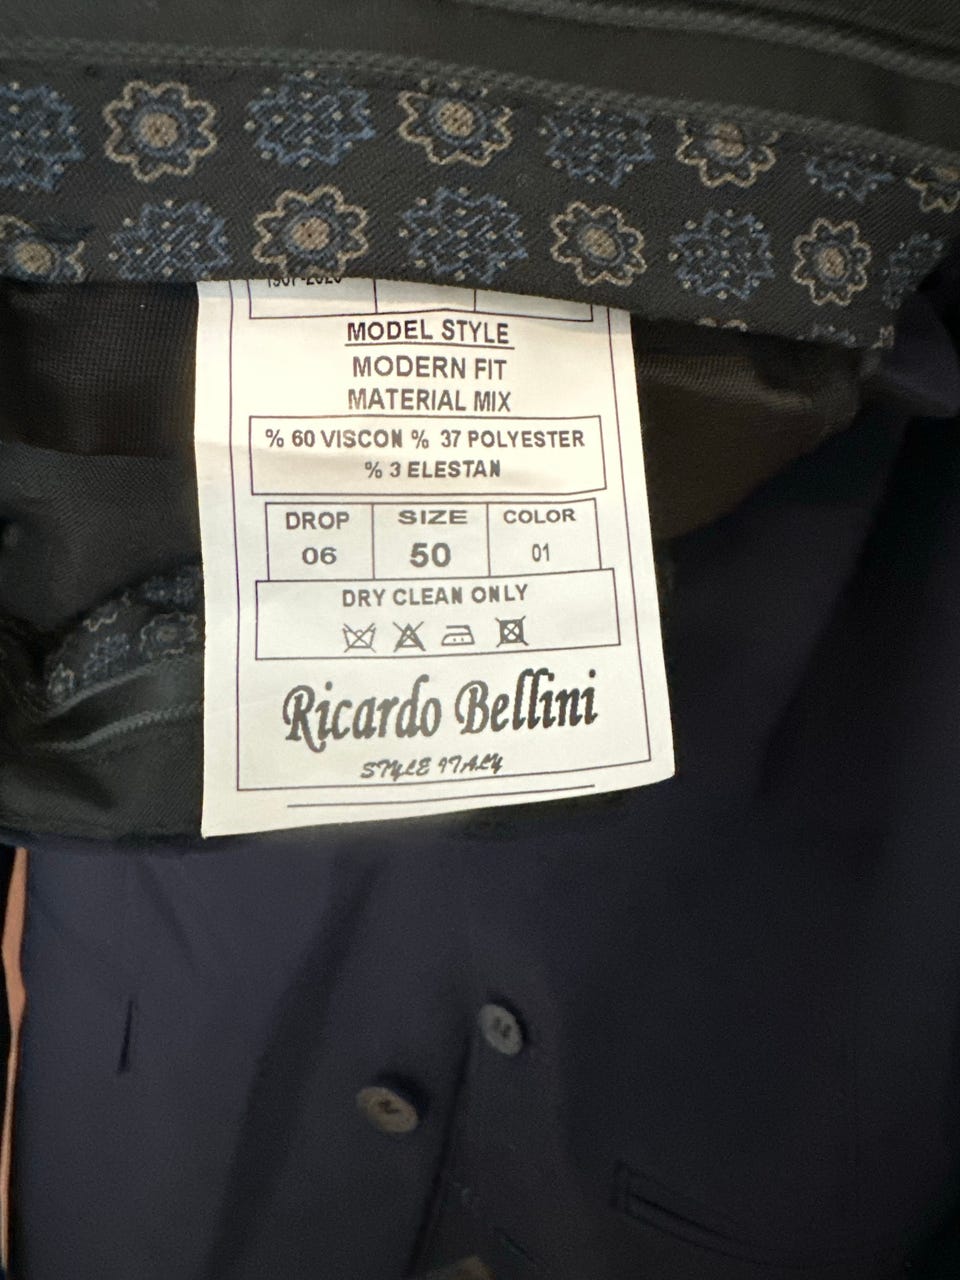 MODEL STYLE
MODERN FIT
MATERIAL MIX
% 60 VISCON % 37 POLYESTER
% 3 ELESTAN
DROP SIZE COLOR
06 50 01
DRY CLEAN ONLY
Ricardo Bellini
STYLE ITALY